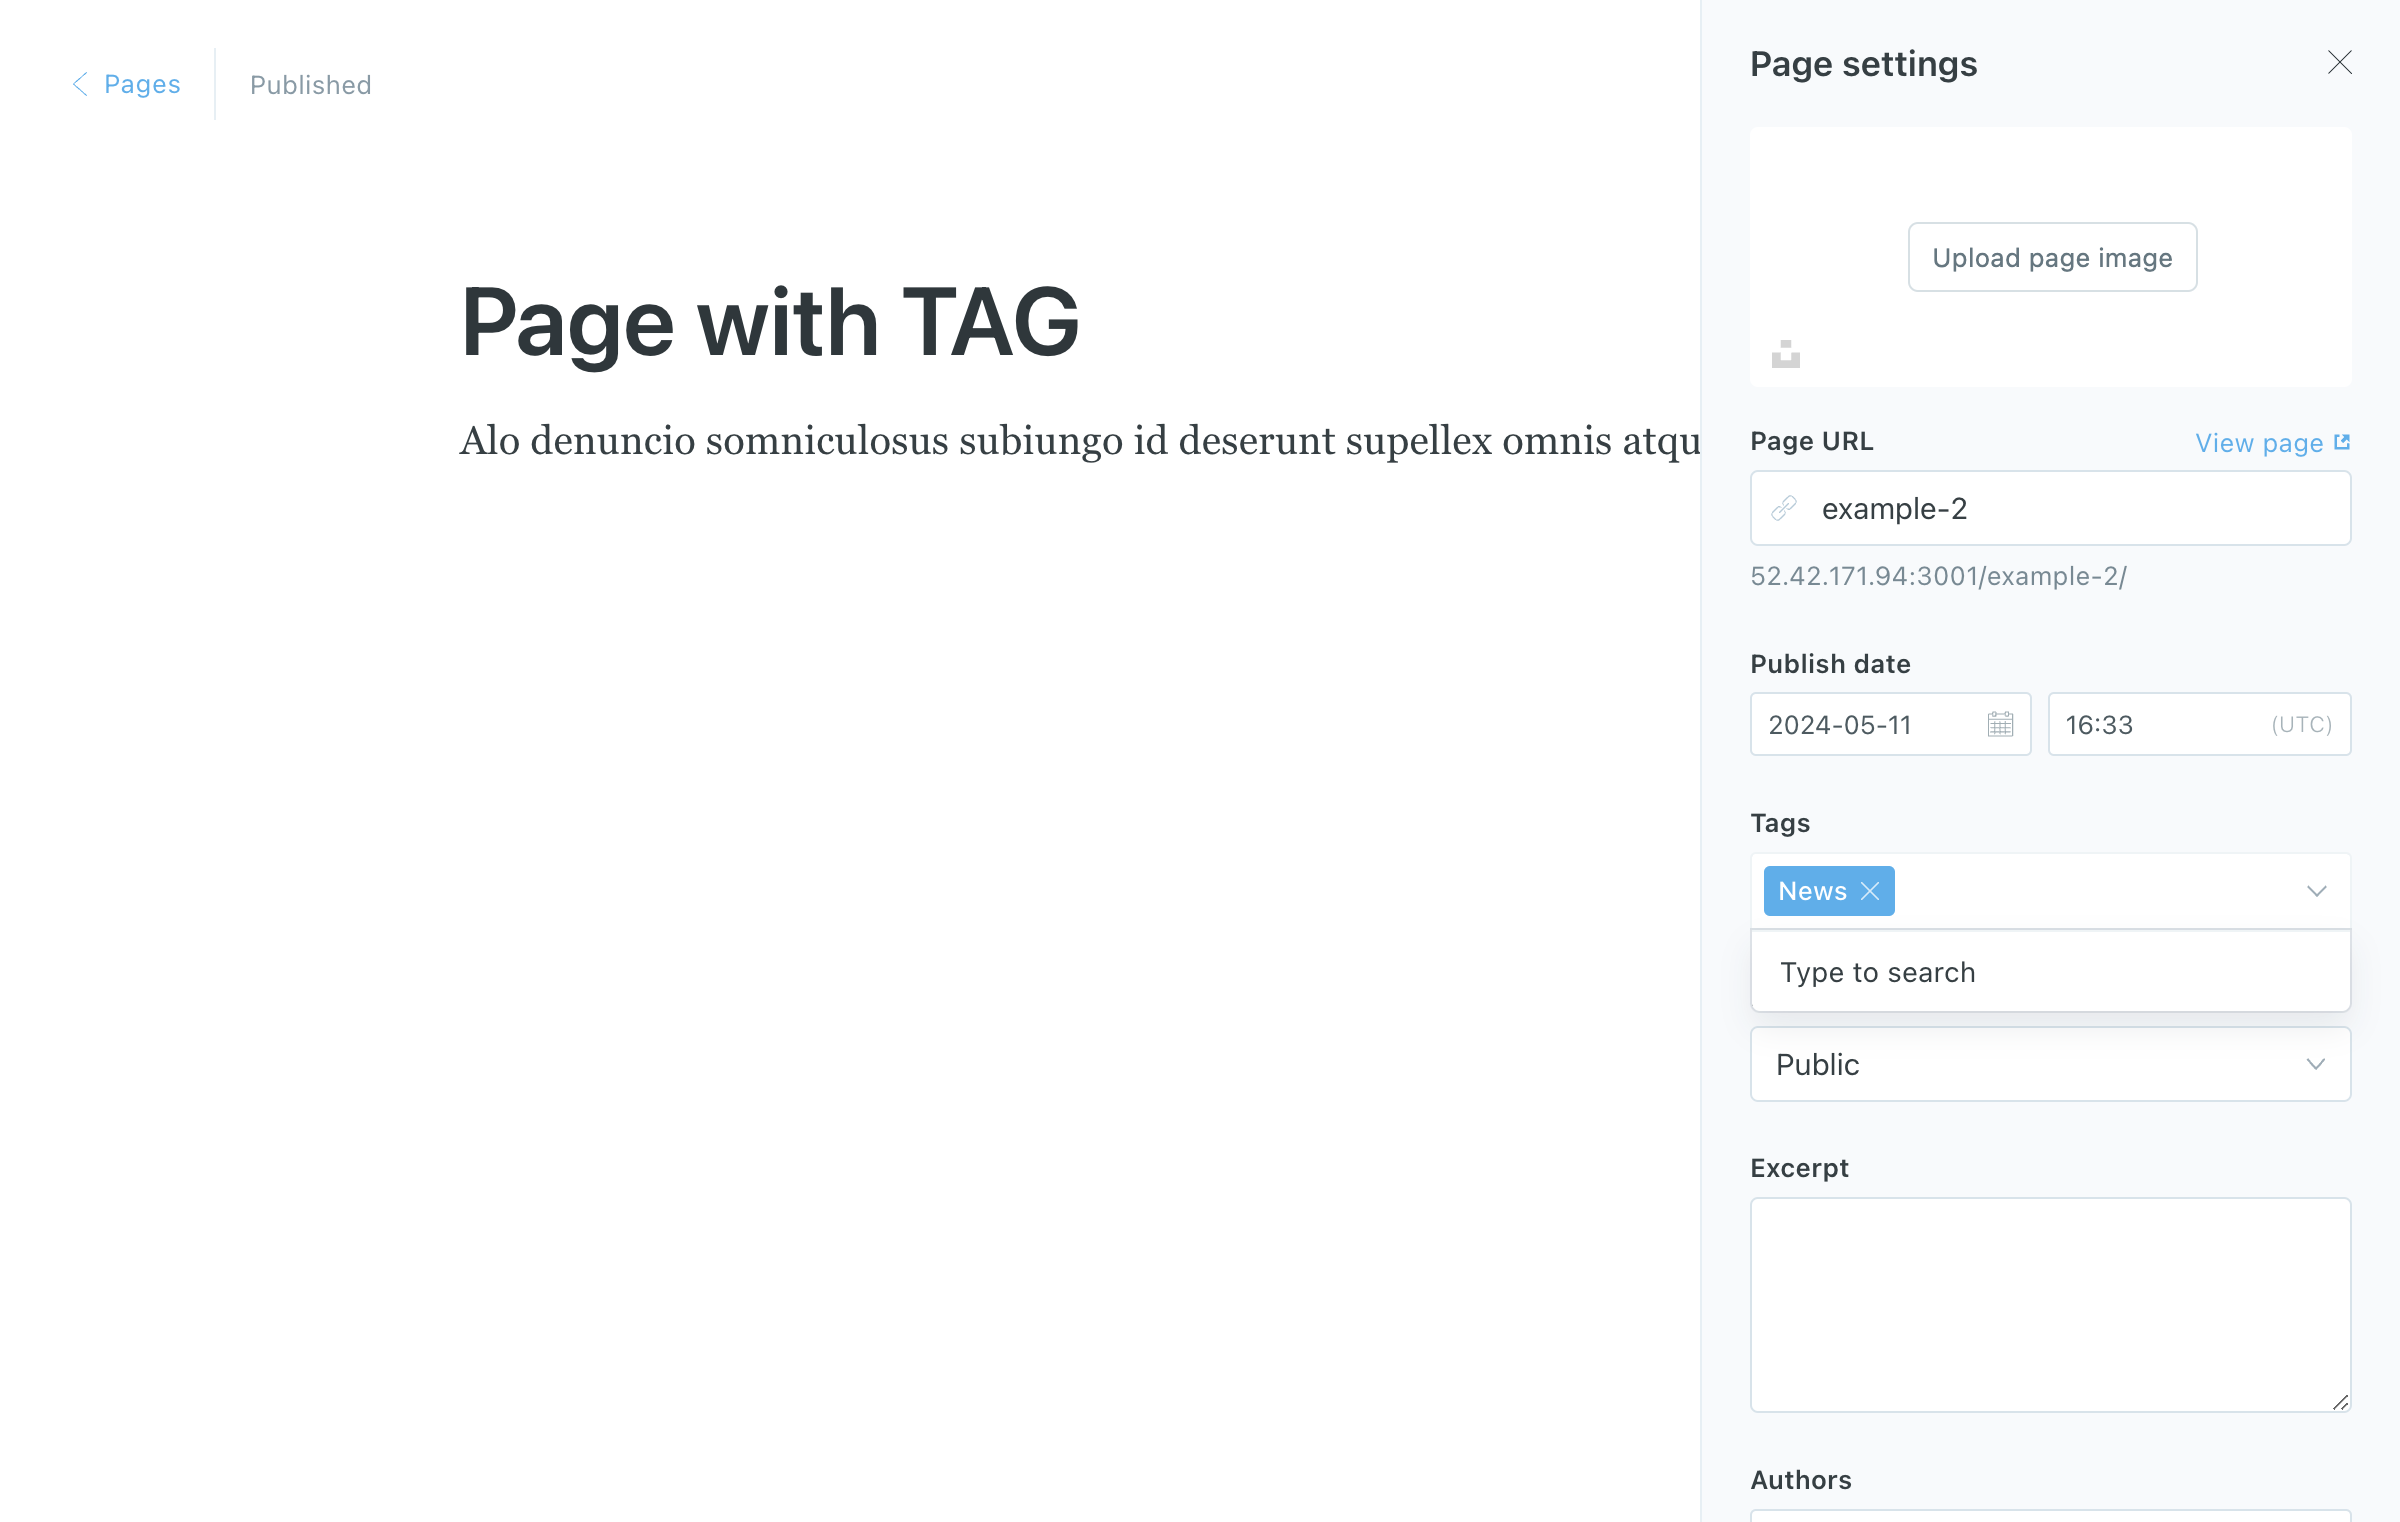 Pages
Published
Page with TAG
Alo denuncio somniculosus subiungo id deserunt supellex omnis atqu
Page settings
Upload page image
Page URL
View page
example-2
52.42.171.94:3001/example-2/
Publish date
2024-05-11
16:33
(UTC)
Tags
News
Type to search
Public
Excerpt
Authors